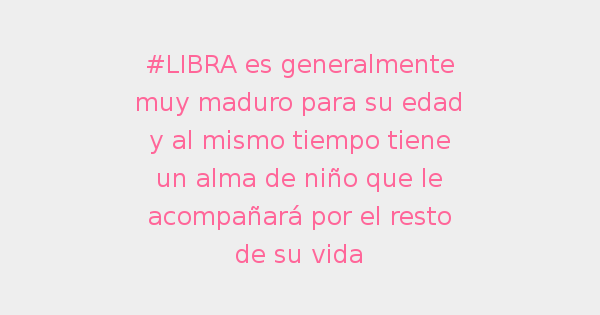 #LIBRA es generalmente
muy maduro para su edad
y al mismo tiempo tiene
un alma de niño que le
acompañará por el resto
de su vida